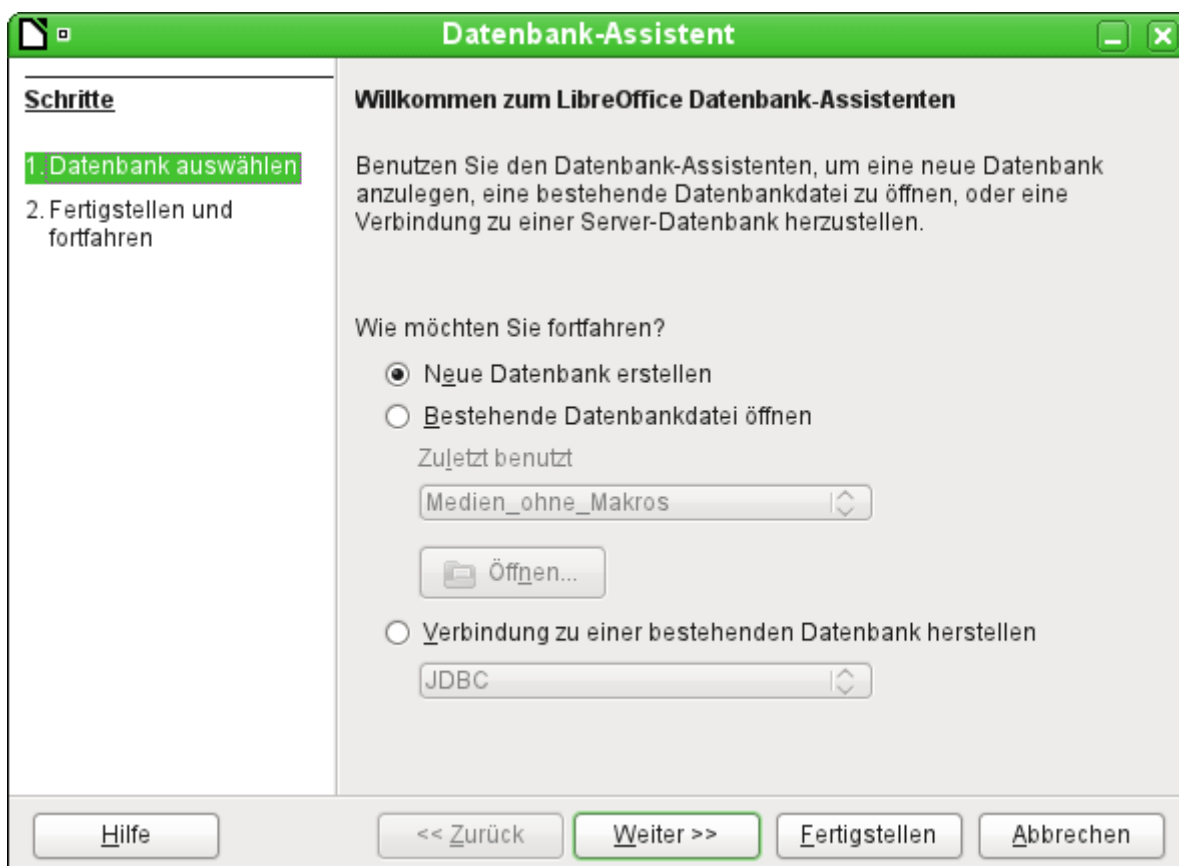 Datenbank-Assistent
Schritte
1. Datenbank auswählen
2. Fertigstellen und
fortfahren
Willkommen zum LibreOffice Datenbank-Assistenten
Benutzen Sie den Datenbank-Assistenten, um eine neue Datenbank
anzulegen, eine bestehende Datenbankdatei zu öffnen, oder eine
Verbindung zu einer Server-Datenbank herzustellen.
Wie möchten Sie fortfahren?
Neue Datenbank erstellen
Bestehende Datenbankdatei öffnen
Zuletzt benutzt
Medien_ohne_Makros
Öffnen...
Verbindung zu einer bestehenden Datenbank herstellen
JDBC
Hilfe
<< Zurück
Weiter >>
Fertigstellen
Abbrechen